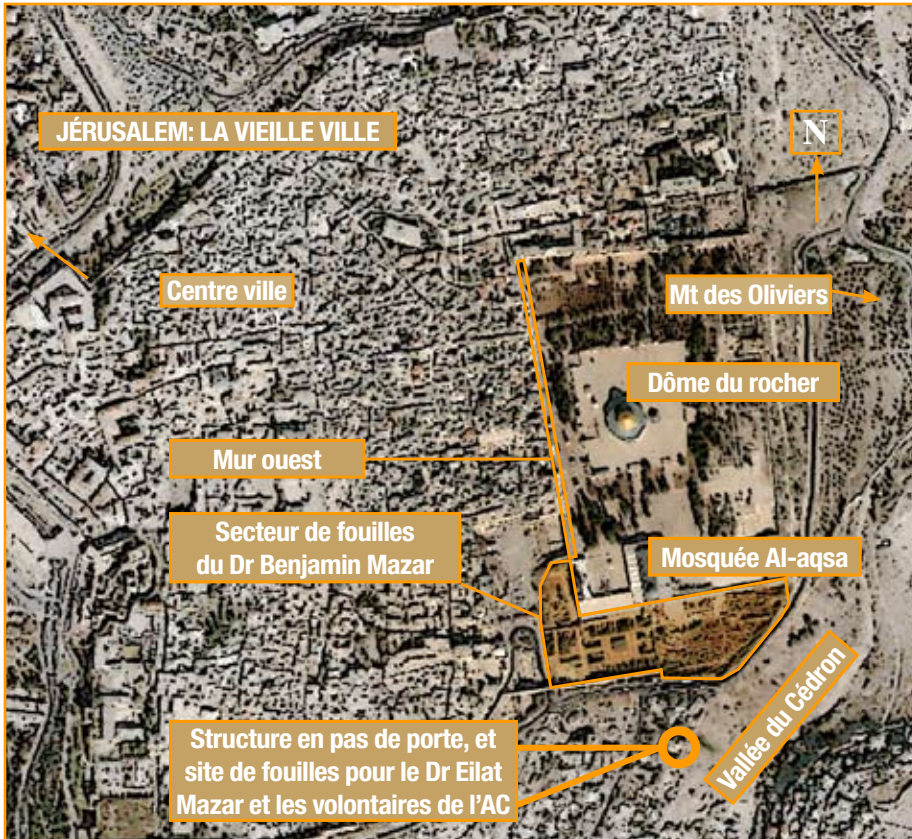 JÉRUSALEM: LA VIEILLE VILLE
N
Centre ville
Mt des Oliviers
Dôme du rocher
Mur ouest
Secteur de fouilles
du Dr Benjamin Mazar
Mosquée Al-aqsa
Vallée du Cédron
Structure en pas de porte, et
site de fouilles pour le Dr Eilat
Mazar et les volontaires de l'AC